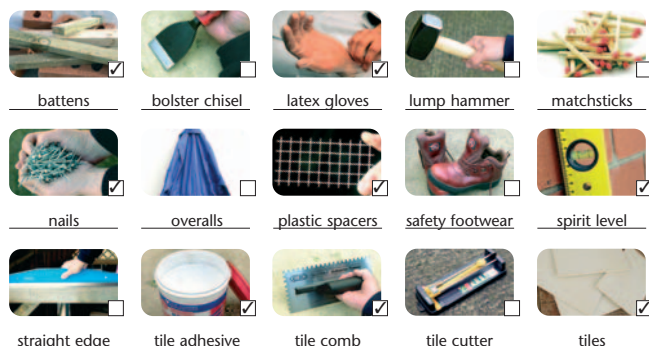 battens bolster chisel latex gloves lump hammer matchsticks
nails overalls plastic spacers safety footwear spirit level
straight edge tile adhesive tile comb tile cutter tiles